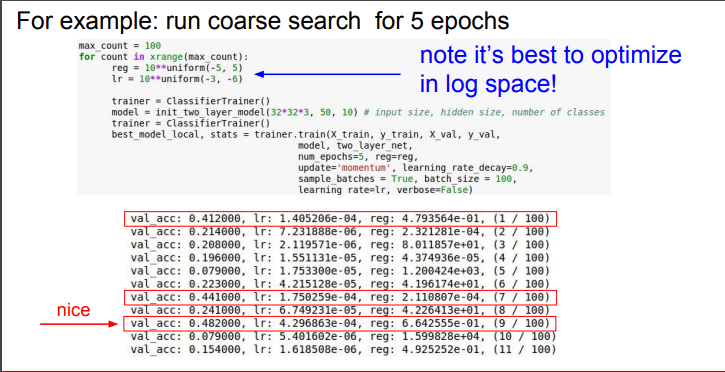 For example: run coarse search for 5 epochs
max_count = 100
for count in xrange(max_count):
reg = 10**uniform(-5, 5)
lr = 10**uniform(-3, -6)
note it's best to optimize
in log space!
trainer = ClassifierTrainer()
model = init_two_layer_model(32*32*3, 50, 10) # input size, hidden size, number of classes
trainer = ClassifierTrainer()
best_model_local, stats = trainer.train(X_train, y_train, X_val, y_val,
model, two_layer_net,
num_epochs=5, reg=reg,
update='momentum', learning_rate_decay=0.9,
sample_batches = True, batch_size = 100,
learning_rate=lr, verbose=False)
val_acc: 0.412000, lr: 1.405206e-04, reg: 4.793564e-01, (1 / 100)
val_acc: 0.214000, lr: 7.231888e-06, reg: 2.321281e-04, (2 / 100)
val_acc: 0.208000, lr: 2.119571e-06, reg: 8.011857e+01, (3 / 100)
val_acc: 0.196000, lr: 1.551131e-05, reg: 4.374936e-05, (4 / 100)
val_acc: 0.079000, lr: 1.753300e-05, reg: 1.200424e+03, (5 / 100)
val_acc: 0.223000, lr: 4.215128e-05, reg: 4.196174e+01, (6 / 100)
val_acc: 0.441000, lr: 1.750259e-04, reg: 2.110807e-04, (7 / 100)
val_acc: 0.241000, lr: 6.749231e-05, reg: 4.226413e+01, (8 / 100)
nice
val_acc: 0.482000, lr: 4.296863e-04, reg: 6.642555e-01, (9 / 100)
val_acc: 0.079000, lr: 5.401602e-06, reg: 1.599828e+04, (10 / 100)
val_acc: 0.154000, lr: 1.618508e-06, reg: 4.925252e-01, (11 / 100)